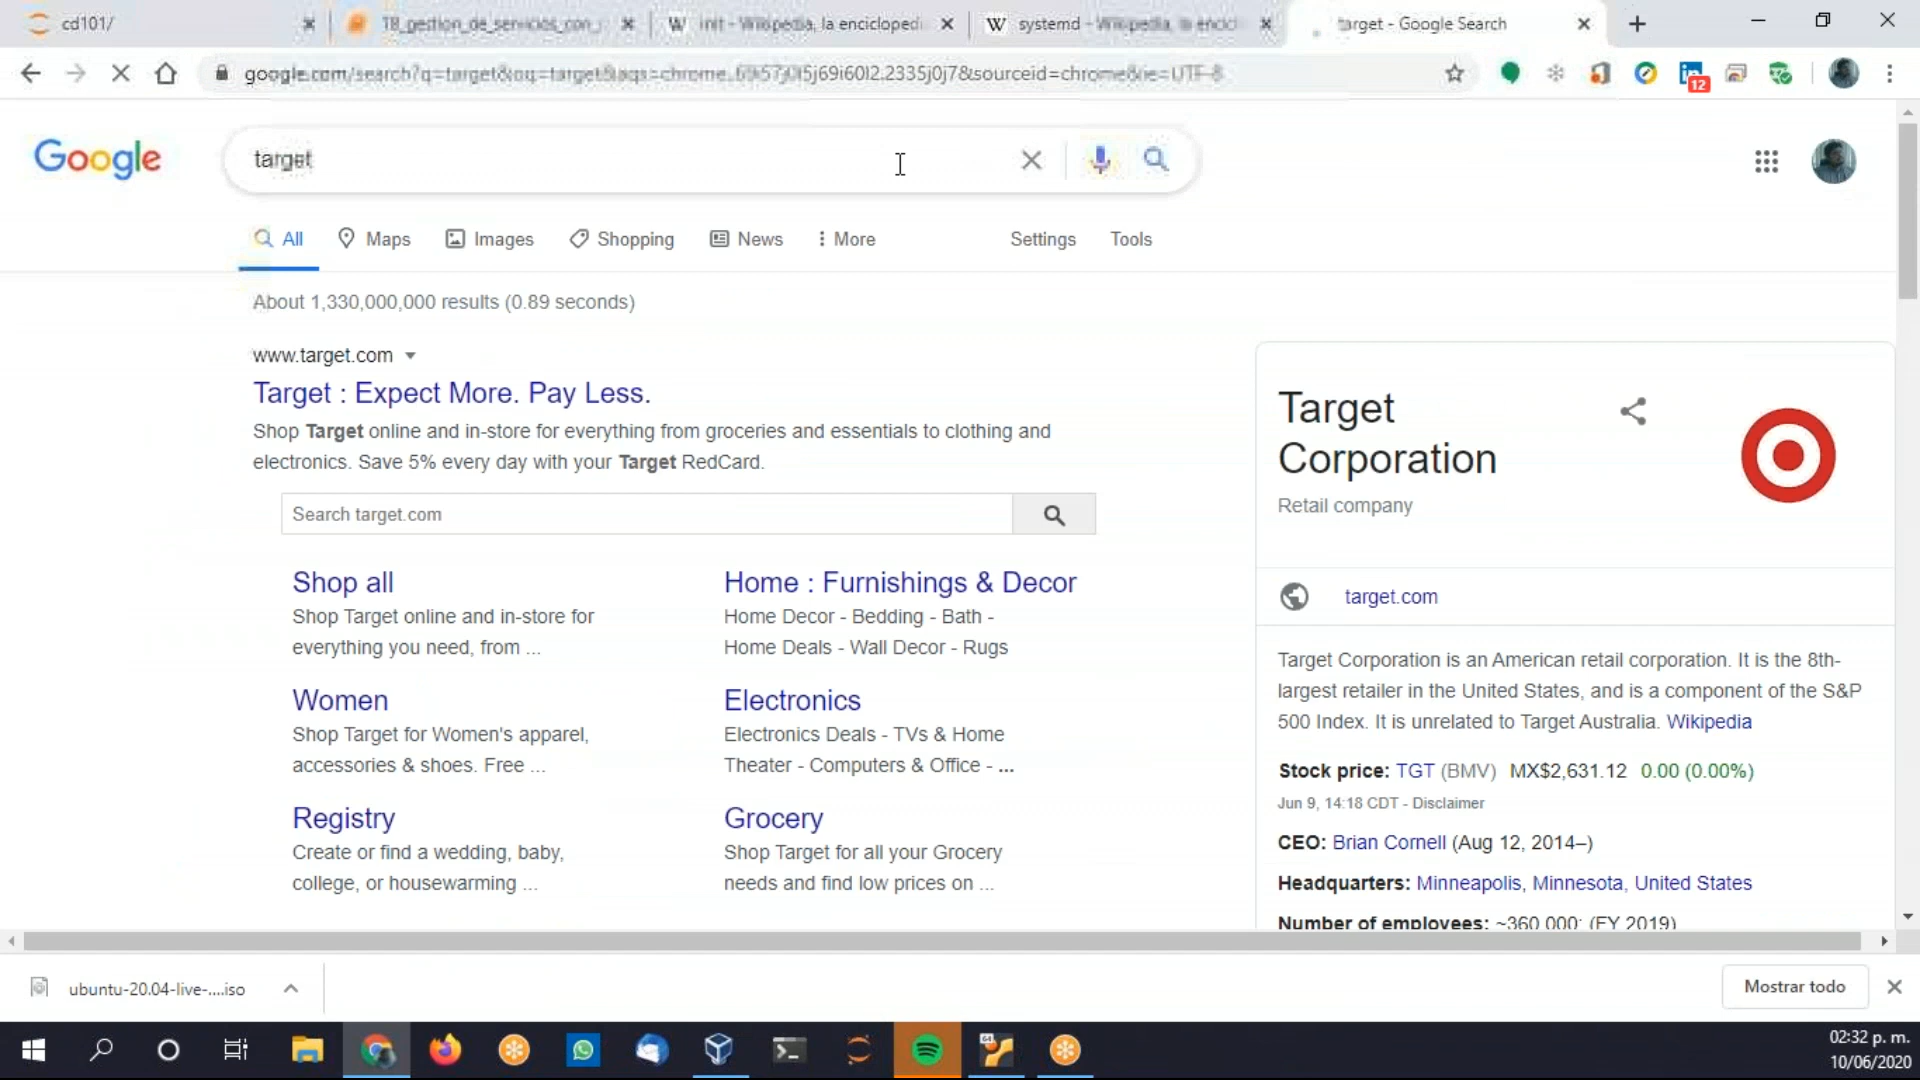 cd101/
T8_gestion_de_servicios_con_
init - Wikipedia, la encicloped
systemd - Wikipedia, la encicl
target - Google Search
google.com/search?q=target&oq=target&aqs=chrome..69i57j0l5j69i60l2.2335j0j7&sourceid=chrome&ie=UTF-8
12
Google
target
All
Maps
Images
Shopping
News
More
Settings
Tools
About 1,330,000,000 results (0.89 seconds)
www.target.com
Target : Expect More. Pay Less.
Shop Target online and in-store for everything from groceries and essentials to clothing and
electronics. Save 5% every day with your Target RedCard.
Search target.com
Shop all
Shop Target online and in-store for
everything you need, from ...
Home : Furnishings & Decor
Home Decor - Bedding - Bath -
Home Deals - Wall Decor - Rugs
Women
Shop Target for Women's apparel,
accessories & shoes. Free ...
Electronics
Electronics Deals - TVs & Home
Theater - Computers & Office - ...
Registry
Create or find a wedding, baby,
college, or housewarming ...
Grocery
Shop Target for all your Grocery
needs and find low prices on ...
Target
Corporation
Retail company
target.com
Target Corporation is an American retail corporation. It is the 8th-
largest retailer in the United States, and is a component of the S&P
500 Index. It is unrelated to Target Australia. Wikipedia
Stock price: TGT (BMV) MX$2,631.12 0.00 (0.00%)
Jun 9, 14:18 CDT - Disclaimer
CEO: Brian Cornell (Aug 12, 2014–)
Headquarters: Minneapolis, Minnesota, United States
Number of employees: ~360 000; (FY 2019)
ubuntu-20.04-live-....iso
Mostrar todo
02:32 p. m.
10/06/2020